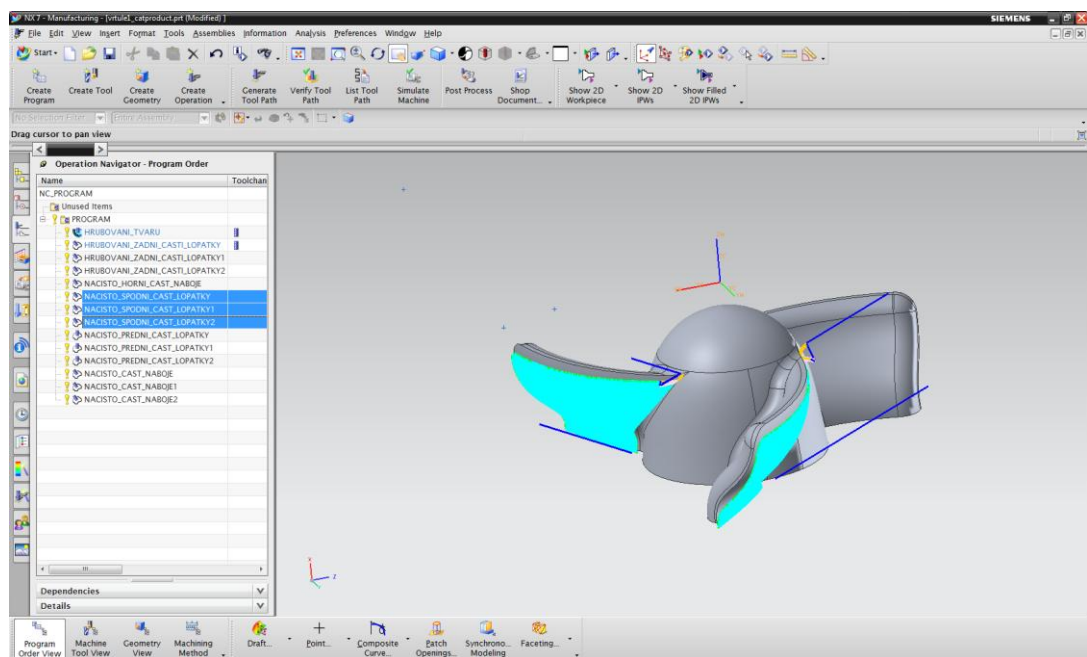 NX 7 - Manufacturing - [vrtule1_catproduct.prt (Modified) ]
SIEMENS
File Edit View Insert Format Tools Assemblies Information Analysis Preferences Window Help
Start
Create Program Create Tool Create Geometry Create Operation Generate Tool Path Verify Tool Path List Tool Path Simulate Machine Post Process Shop Document... Show 2D Workpiece Show 2D IPWs Show Filled 2D IPWs
No Selection Filter Entire Assembly
Drag cursor to pan view
Operation Navigator - Program Order
Name Toolchan
NC_PROGRAM
Unused Items
PROGRAM
HRUBOVANI_TVARU
HRUBOVANI_ZADNI_CASTI_LOPATKY
HRUBOVANI_ZADNI_CASTI_LOPATKY1
HRUBOVANI_ZADNI_CASTI_LOPATKY2
NACISTO_HORNI_CAST_NABOJE
NACISTO_SPODNI_CAST_LOPATKY
NACISTO_SPODNI_CAST_LOPATKY1
NACISTO_SPODNI_CAST_LOPATKY2
NACISTO_PREDNI_CAST_LOPATKY
NACISTO_PREDNI_CAST_LOPATKY1
NACISTO_PREDNI_CAST_LOPATKY2
NACISTO_CAST_NABOJE
NACISTO_CAST_NABOJE1
NACISTO_CAST_NABOJE2
Dependencies
Details
Program Order View Machine Tool View Geometry View Machining Method Draft... Point... Composite Curve... Patch Openings... Synchrono... Modeling Faceting...